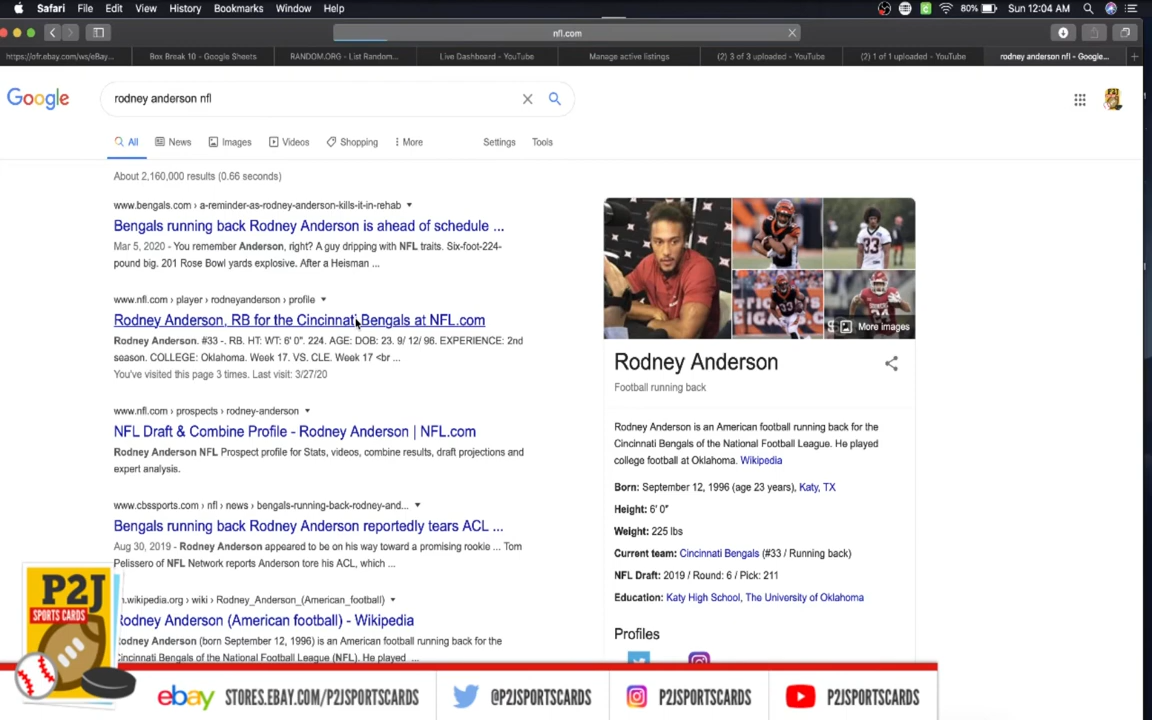 Safari File Edit View History Bookmarks Window Help
80% Sun 12:04 AM
nfl.com
https://ofr.ebay.com/ws/eBay...
Box Break 10 - Google Sheets
RANDOM.ORG - List Random...
Live Dashboard - YouTube
Manage active listings
(2) 3 of 3 uploaded - YouTube
(2) 1 of 1 uploaded - YouTube
rodney anderson nfl - Google...
Google
rodney anderson nfl
All News Images Videos Shopping More Settings Tools
About 2,160,000 results (0.66 seconds)
www.bengals.com › a-reminder-as-rodney-anderson-kills-it-in-rehab
Bengals running back Rodney Anderson is ahead of schedule ...
Mar 5, 2020 - You remember Anderson, right? A guy dripping with NFL traits. Six-foot-224-
pound big. 201 Rose Bowl yards explosive. After a Heisman ...
www.nfl.com › player › rodneyanderson › profile
Rodney Anderson, RB for the Cincinnati Bengals at NFL.com
Rodney Anderson. #33 -. RB. HT: WT: 6' 0". 224. AGE: DOB: 23. 9/ 12/ 96. EXPERIENCE: 2nd
season. COLLEGE: Oklahoma. Week 17. VS. CLE. Week 17 <br ...
You've visited this page 3 times. Last visit: 3/27/20
www.nfl.com › prospects › rodney-anderson
NFL Draft & Combine Profile - Rodney Anderson | NFL.com
Rodney Anderson NFL Prospect profile for Stats, videos, combine results, draft projections and
expert analysis.
www.cbssports.com › nfl › news › bengals-running-back-rodney-and...
Bengals running back Rodney Anderson reportedly tears ACL ...
Aug 30, 2019 - Rodney Anderson appeared to be on his way toward a promising rookie ... Tom
Pelissero of NFL Network reports Anderson tore his ACL, which ...
n.wikipedia.org › wiki › Rodney_Anderson_(American_football)
Rodney Anderson (American football) - Wikipedia
Rodney Anderson (born September 12, 1996) is an American football running back for the
Cincinnati Bengals of the National Football League (NFL). He played ...
More images
Rodney Anderson
Football running back
Rodney Anderson is an American football running back for the
Cincinnati Bengals of the National Football League. He played
college football at Oklahoma. Wikipedia
Born: September 12, 1996 (age 23 years), Katy, TX
Height: 6′ 0″
Weight: 225 lbs
Current team: Cincinnati Bengals (#33 / Running back)
NFL Draft: 2019 / Round: 6 / Pick: 211
Education: Katy High School, The University of Oklahoma
Profiles
P2J
SPORTS CARDS
ebay STORES.EBAY.COM/P2JSPORTSCARDS
@P2JSPORTSCARDS
P2JSPORTSCARDS
P2JSPORTSCARDS